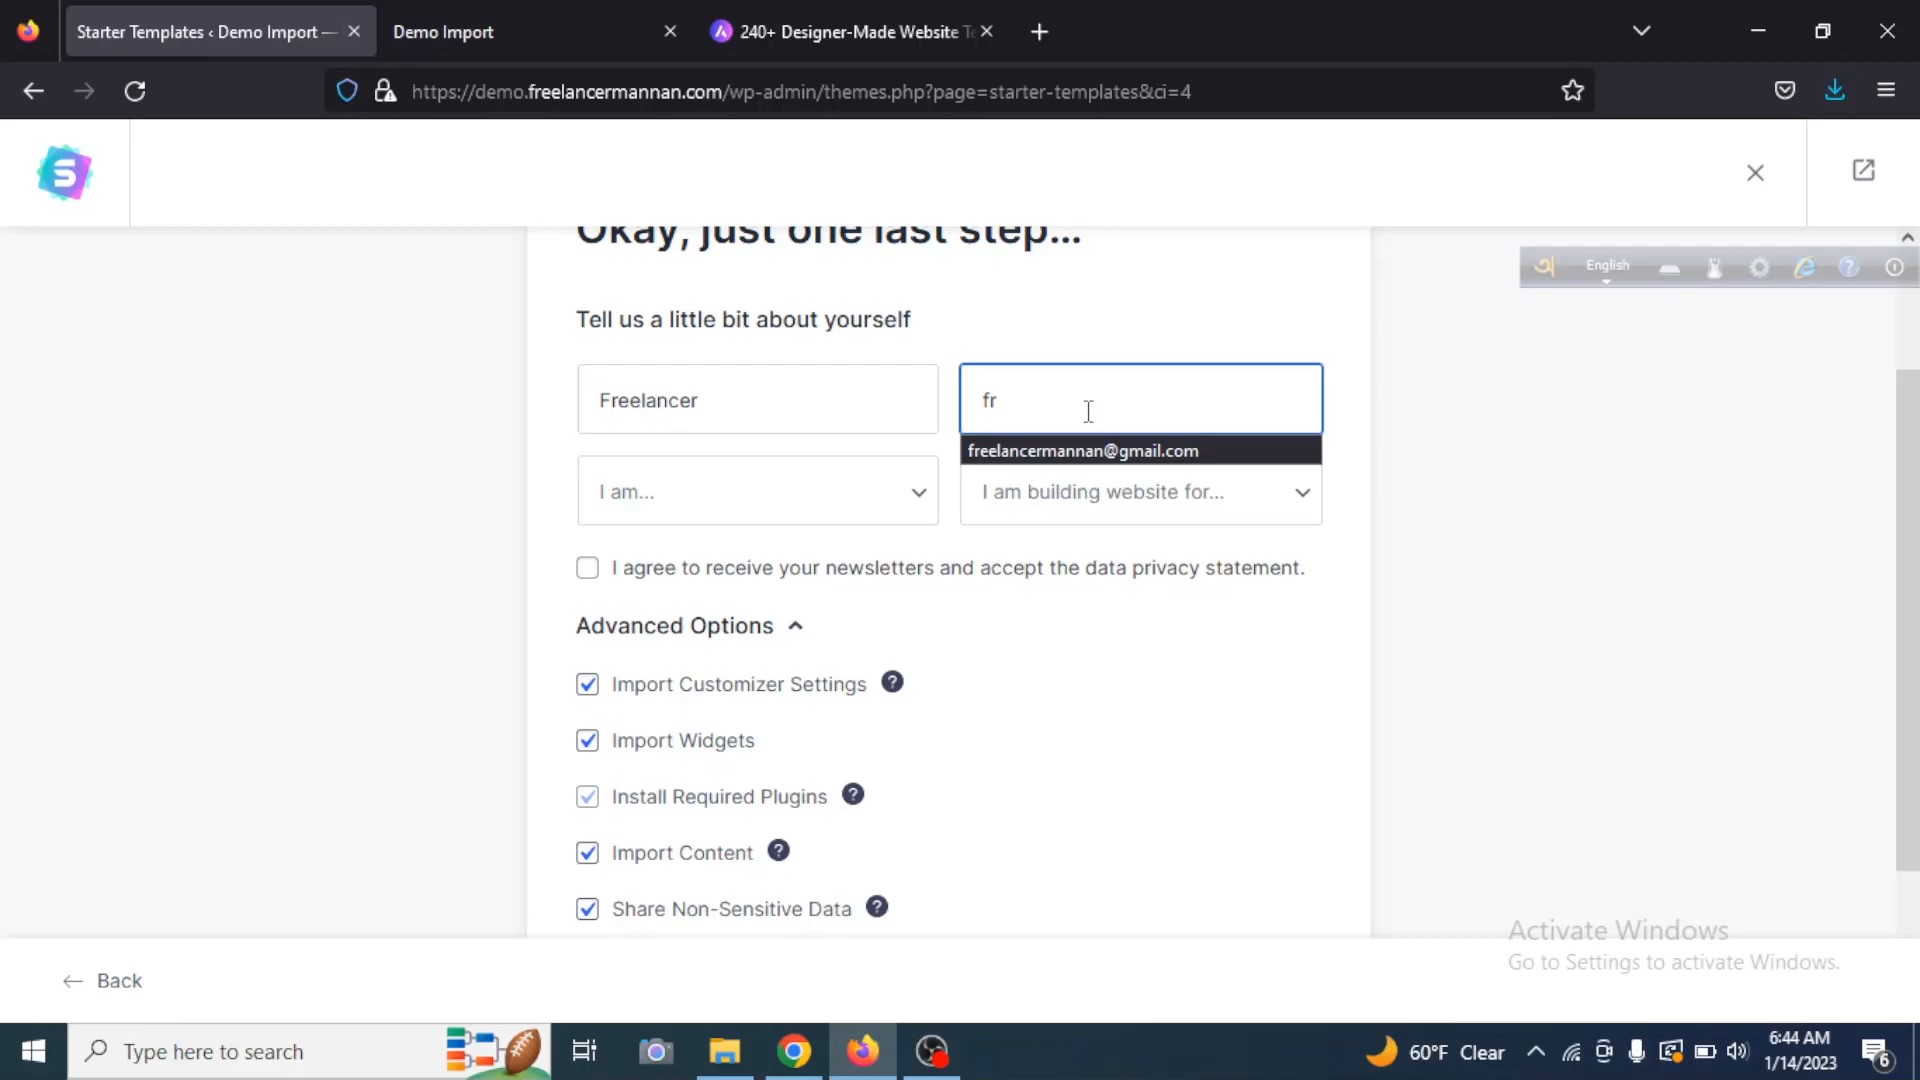 Starter Templates ‹ Demo Import —
Demo Import
240+ Designer-Made Website Te
https://demo.freelancermannan.com/wp-admin/themes.php?page=starter-templates&ci=4
S
Okay, just one last step...
অ English
Tell us a little bit about yourself
Freelancer
fr
freelancermannan@gmail.com
I am...
I am building website for...
I agree to receive your newsletters and accept the data privacy statement.
Advanced Options
Import Customizer Settings ?
Import Widgets
Install Required Plugins ?
Import Content ?
Share Non-Sensitive Data ?
Activate Windows
Go to Settings to activate Windows.
← Back
Type here to search
60°F Clear
6:44 AM
1/14/2023
6